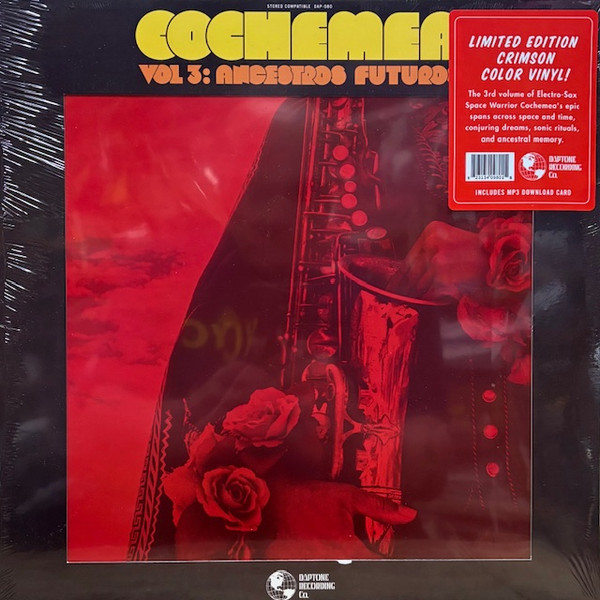 STEREO COMPATIBLE DAP-080
COCHEMEA
VOL 3: ANCESTROS FUTUROS
LIMITED EDITION
CRIMSON
COLOR VINYL!
The 3rd volume of Electro-Sax
Space Warrior Cochemea's epic
spans across space and time,
conjuring dreams, sonic rituals,
and ancestral memory.
DAPTONE
RECORDING
Co.
INCLUDES MP3 DOWNLOAD CARD
DAPTONE
RECORDING
Co.